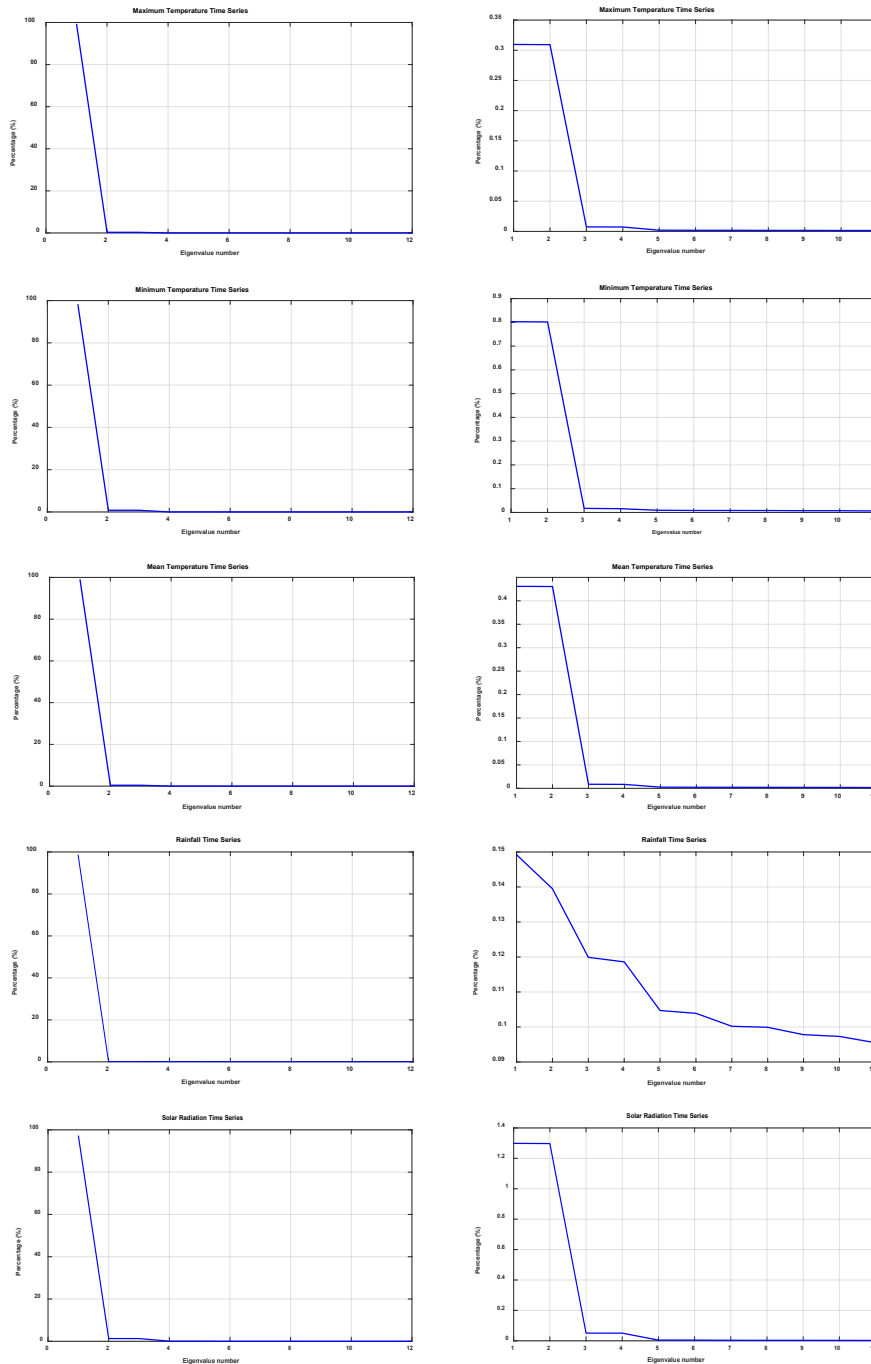 Maximum Temperature Time Series
100
80
60
40
20
0
Percentage (%)
0 2 4 6 8 10 12
Eigenvalue number
Maximum Temperature Time Series
0.35
0.3
0.25
0.2
0.15
0.1
0.05
0
Percentage (%)
1 2 3 4 5 6 7 8 9 10
Eigenvalue number
Minimum Temperature Time Series
100
80
60
40
20
0
Percentage (%)
0 2 4 6 8 10 12
Eigenvalue number
Minimum Temperature Time Series
0.9
0.8
0.7
0.6
0.5
0.4
0.3
0.2
0.1
0
Percentage (%)
1 2 3 4 5 6 7 8 9 10
Eigenvalue number
Mean Temperature Time Series
100
80
60
40
20
0
Percentage (%)
0 2 4 6 8 10 12
Eigenvalue number
Mean Temperature Time Series
0.4
0.35
0.3
0.25
0.2
0.15
0.1
0.05
0
Percentage (%)
1 2 3 4 5 6 7 8 9 10
Eigenvalue number
Rainfall Time Series
100
80
60
40
20
0
Percentage (%)
0 2 4 6 8 10 12
Eigenvalue number
Rainfall Time Series
0.15
0.14
0.13
0.12
0.11
0.1
0.09
Percentage (%)
1 2 3 4 5 6 7 8 9 10
Eigenvalue number
Solar Radiation Time Series
100
80
60
40
20
0
Percentage (%)
0 2 4 6 8 10 12
Eigenvalue number
Solar Radiation Time Series
1.4
1.2
1
0.8
0.6
0.4
0.2
0
Percentage (%)
1 2 3 4 5 6 7 8 9 10
Eigenvalue number